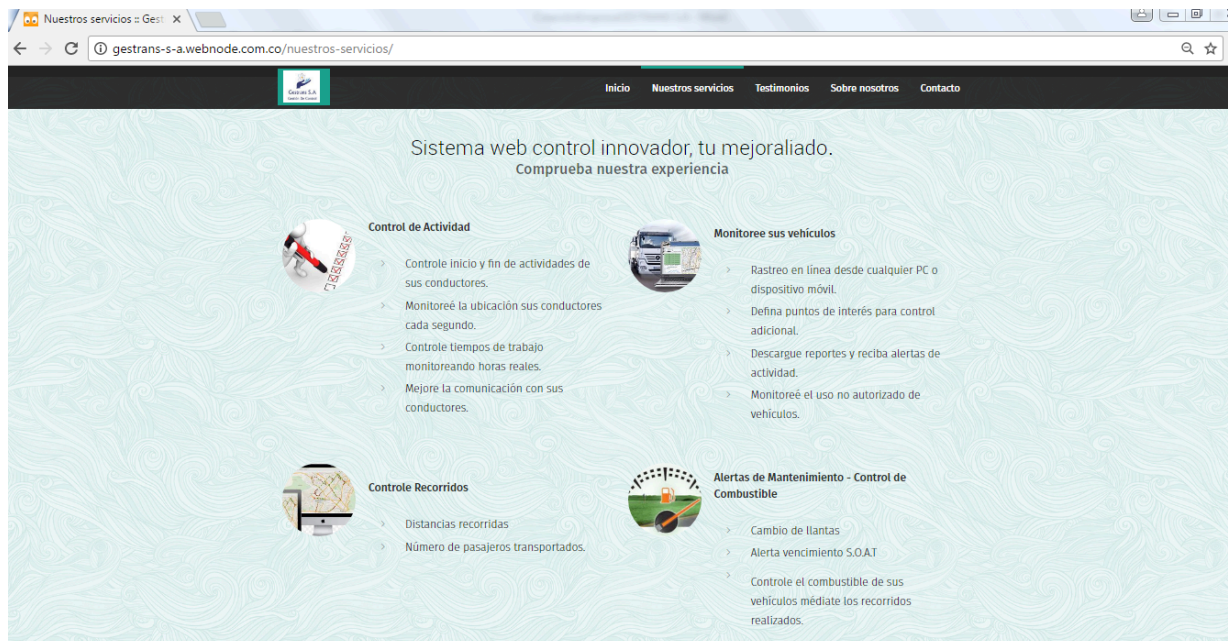 Nuestros servicios :: Gest
gestrans-s-a.webnode.com.co/nuestros-servicios/
Inicio Nuestros servicios Testimonios Sobre nosotros Contacto
Sistema web control innovador, tu mejoraliado.
Comprueba nuestra experiencia
Control de Actividad
Controle inicio y fin de actividades de
sus conductores.
Monitoreé la ubicación sus conductores
cada segundo.
Controle tiempos de trabajo
monitoreando horas reales.
Mejore la comunicación con sus
conductores.
Monitoree sus vehículos
Rastreo en línea desde cualquier PC o
dispositivo móvil.
Defina puntos de interés para control
adicional.
Descargue reportes y reciba alertas de
actividad.
Monitoreé el uso no autorizado de
vehículos.
Controle Recorridos
Distancias recorridas
Número de pasajeros transportados.
Alertas de Mantenimiento - Control de
Combustible
Cambio de llantas
Alerta vencimiento S.O.A.T
Controle el combustible de sus
vehículos médiate los recorridos
realizados.